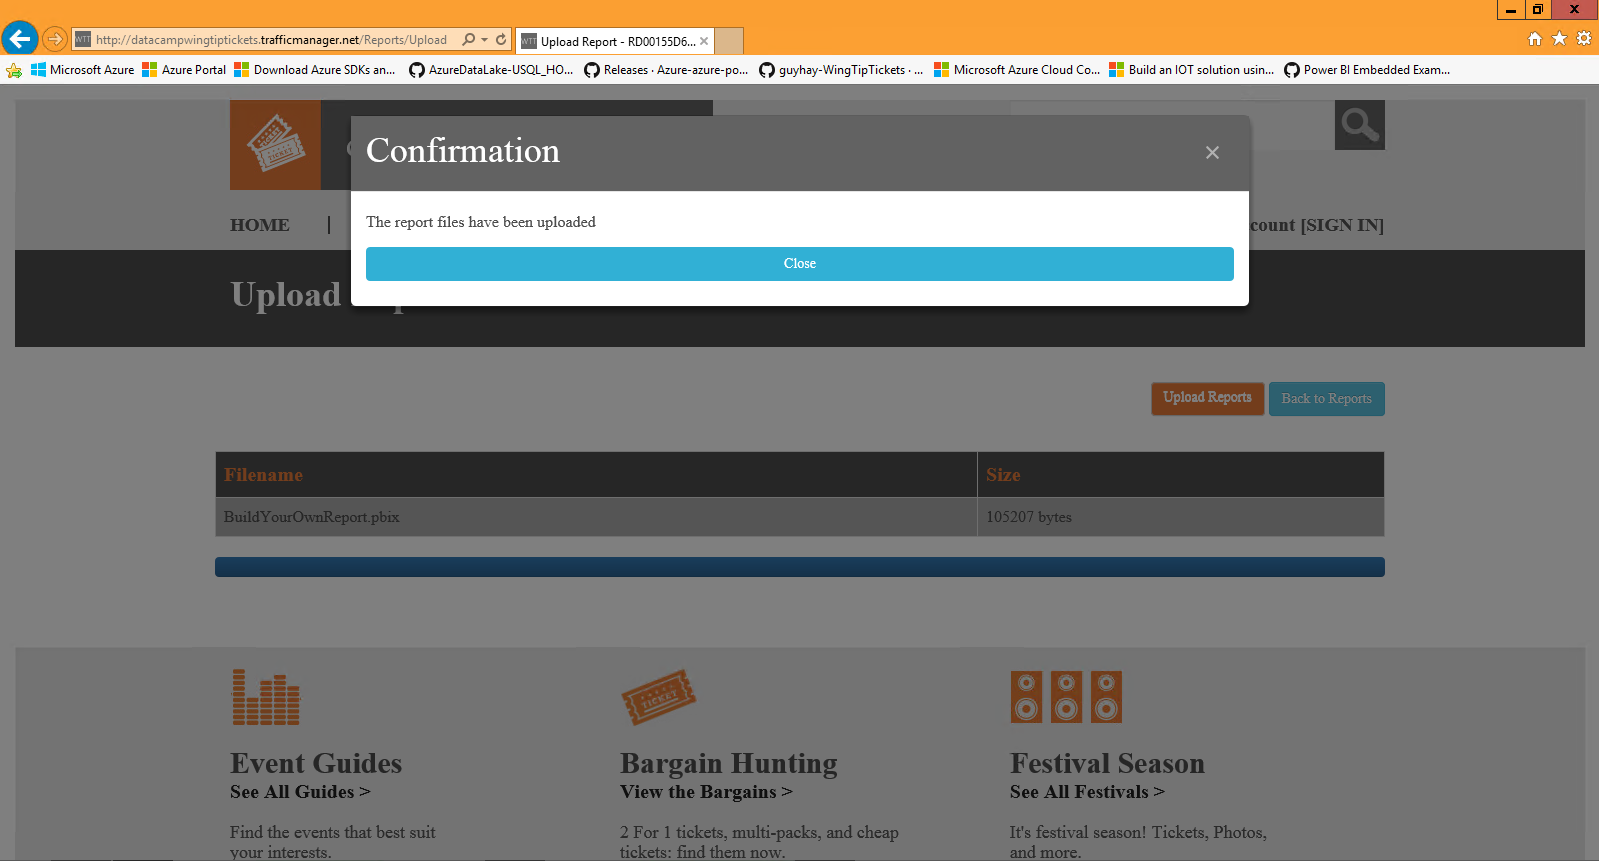 http://datacampwingtiptickets.trafficmanager.net/Reports/Upload
WTT Upload Report - RD00155D6...
Microsoft Azure
Azure Portal
Download Azure SDKs an...
AzureDataLake-USQL_HO...
Releases · Azure-azure-po...
guyhay-WingTipTickets · ...
Microsoft Azure Cloud Co...
Build an IOT solution usin...
Power BI Embedded Exam...
TICKET
Confirmation
×
The report files have been uploaded
Close
HOME |
count [SIGN IN]
Upload
Upload Reports
Back to Reports
Filename Size
BuildYourOwnReport.pbix 105207 bytes
TICKET
Event Guides
See All Guides >
Find the events that best suit
your interests.
Bargain Hunting
View the Bargains >
2 For 1 tickets, multi-packs, and cheap
tickets: find them now.
Festival Season
See All Festivals >
It's festival season! Tickets, Photos,
and more.